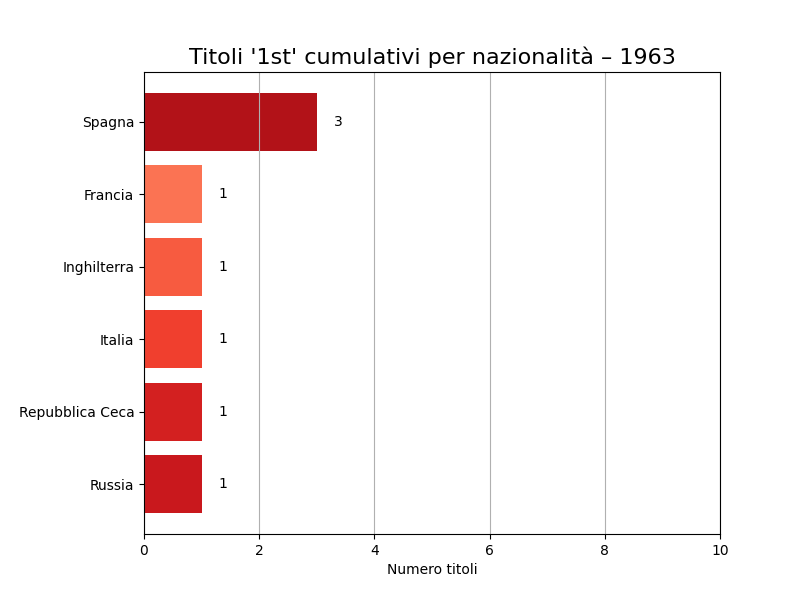 Titoli '1st' cumulativi per nazionalità – 1963
Spagna 3
Francia 1
Inghilterra 1
Italia 1
Repubblica Ceca 1
Russia 1
0 2 4 6 8 10
Numero titoli